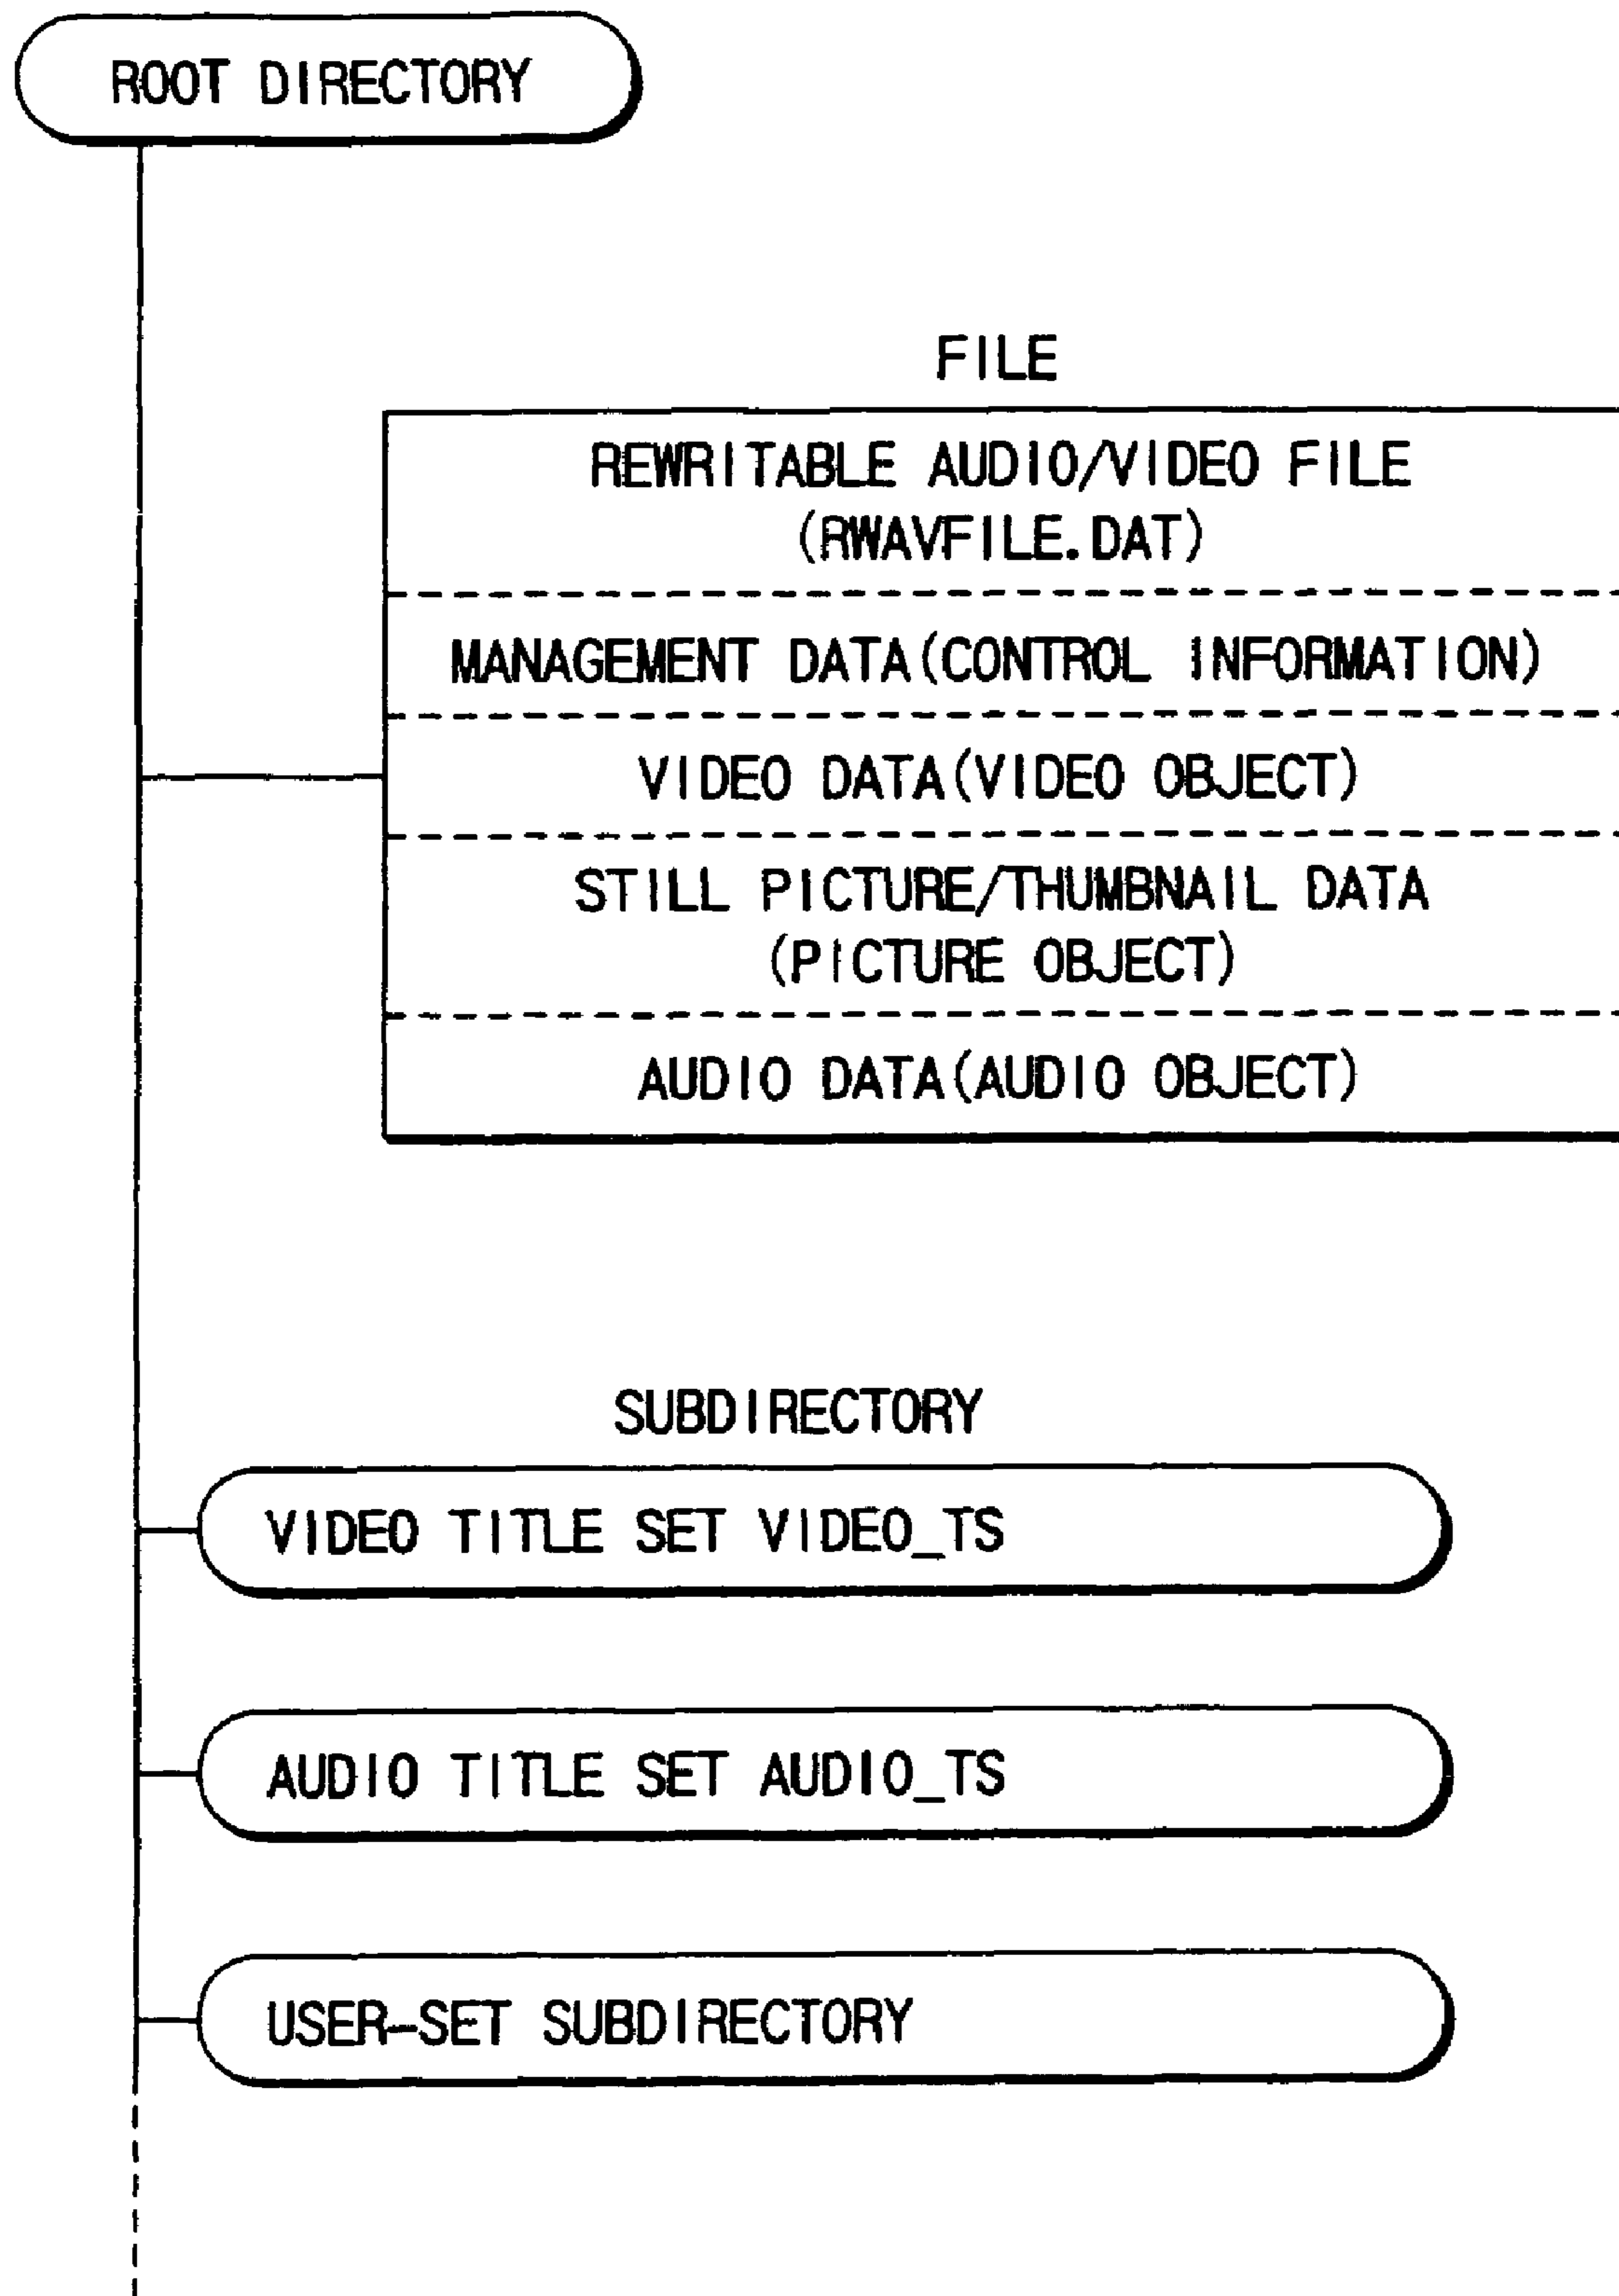 ROOT DIRECTORY
FILE
REWRITABLE AUDIO/VIDEO FILE
(RWAVFILE.DAT)
MANAGEMENT DATA(CONTROL INFORMATION)
VIDEO DATA(VIDEO OBJECT)
STILL PICTURE/THUMBNAIL DATA
(PICTURE OBJECT)
AUDIO DATA(AUDIO OBJECT)
SUBDIRECTORY
VIDEO TITLE SET VIDEO_TS
AUDIO TITLE SET AUDIO_TS
USER-SET SUBDIRECTORY